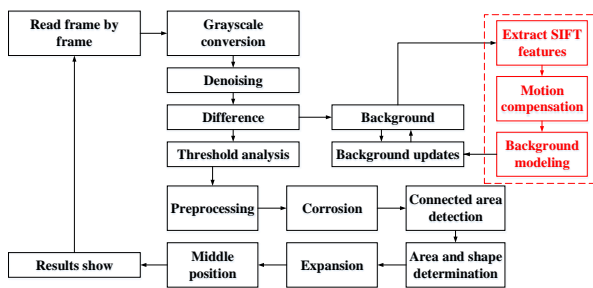 Read frame by
frame
Grayscale
conversion
Extract SIFT
features
Denoising
Motion
compensation
Difference
Background
Threshold analysis
Background updates
Background
modeling
Preprocessing
Corrosion
Connected area
detection
Results show
Middle
position
Expansion
Area and shape
determination